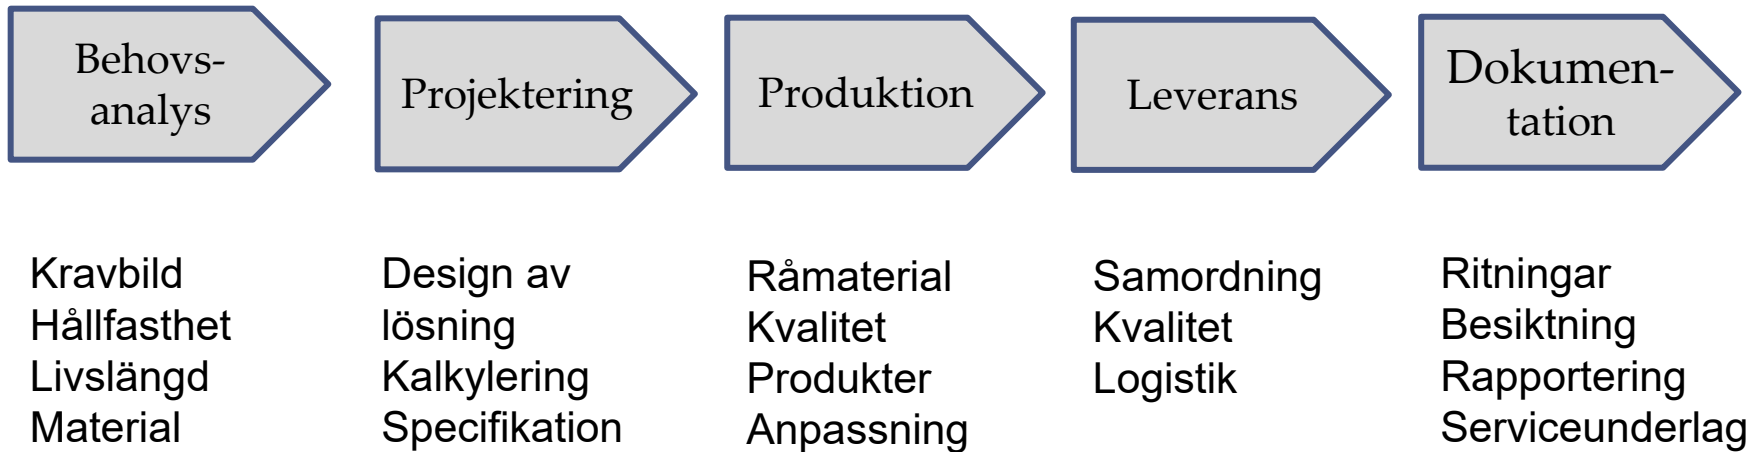 Behovs-
analys
Projektering
Produktion
Leverans
Dokumen-
tation
Kravbild
Hållfasthet
Livslängd
Material
Design av
lösning
Kalkylering
Specifikation
Råmaterial
Kvalitet
Produkter
Anpassning
Samordning
Kvalitet
Logistik
Ritningar
Besiktning
Rapportering
Serviceunderlag